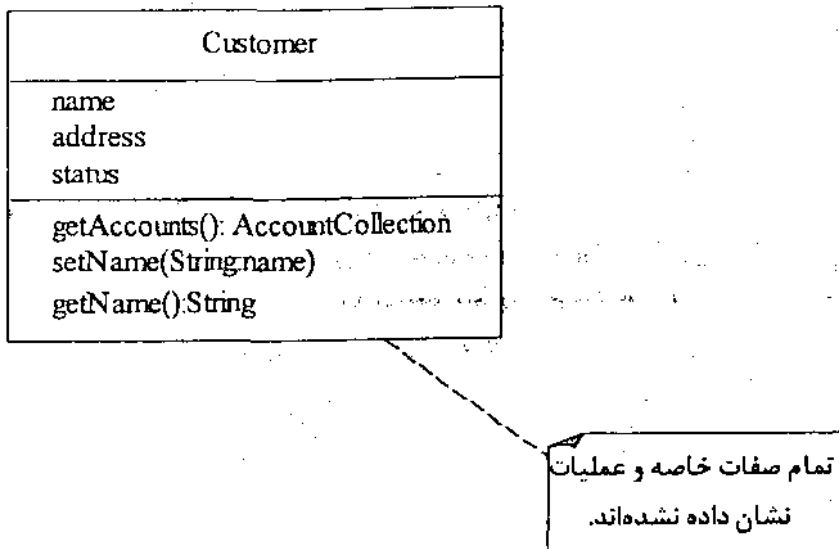 Customer
name
address
status
getAccounts(): AccountCollection
setName(String:name)
getName():String
تمام صفات خاصه و عملیات
نشان داده نشده‌اند.